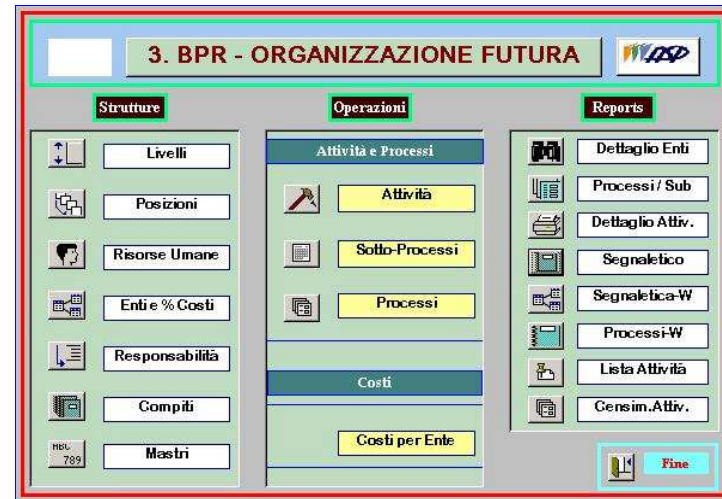 3. BPR - ORGANIZZAZIONE FUTURA
Strutture
Livelli
Posizioni
Risorse Umane
Enti e % Costi
Responsabilità
Compiti
ABC
789
Mastri
Operazioni
Attività e Processi
Attività
Sotto-Processi
Processi
Costi
Costi per Ente
Reports
Dettaglio Enti
Processi / Sub
Dettaglio Attiv.
Segnaletico
Segnaletica-W
Processi-W
Lista Attività
Censim.Attiv.
Fine